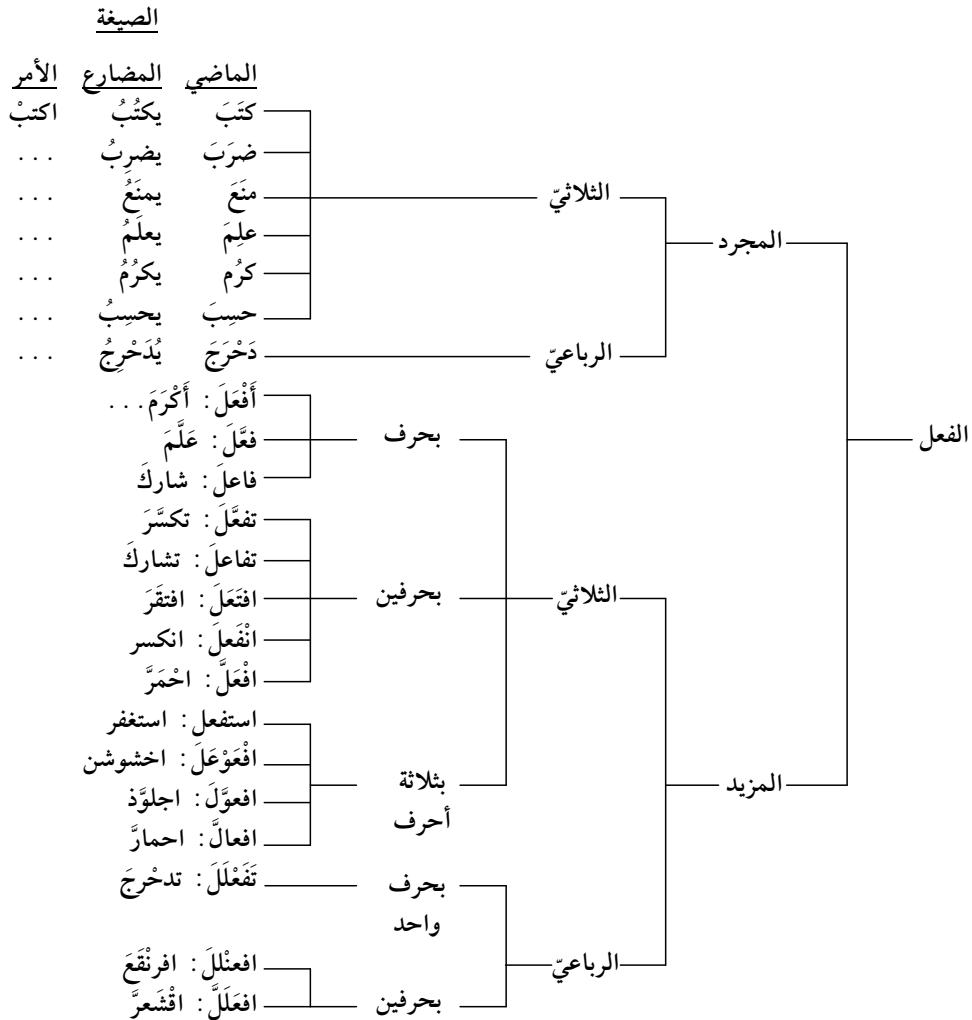 الصيغة
الماضي المضارع الأمر
كتَبَ يكتُبُ اكتبْ
ضرَبَ يضرِبُ ...
الثلاثيّ منَعَ يمنَعُ ...
علِمَ يعلَمُ ...
المجرد
كرُم يكرُمُ ...
حسِبَ يحسِبُ ...
الرباعيّ دَحْرَجَ يُدَحْرِجُ ...
أَفْعَلَ: أَكْرَمَ...
الفعل بحرف فعَّلَ: عَلَّمَ
فاعلَ: شاركَ
تفعَّلَ: تكسَّرَ
تفاعلَ: تشاركَ
الثلاثيّ بحرفين افتَعَلَ: افتقَرَ
انْفَعلَ: انكسر
افْعَلَّ: احْمَرَّ
استفعل: استغفر
افْعَوْعَلَ: اخشوشن
المزيد بثلاثة
أحرف
افعوَّلَ: اجلوَّذ
افعالَّ: احمارَّ
بحرف تَفَعْلَلَ: تدحْرجَ
واحد
الرباعيّ افعنْللَ: افرنْقَعَ
بحرفين افعَلَلَّ: اقْشَعرَّ